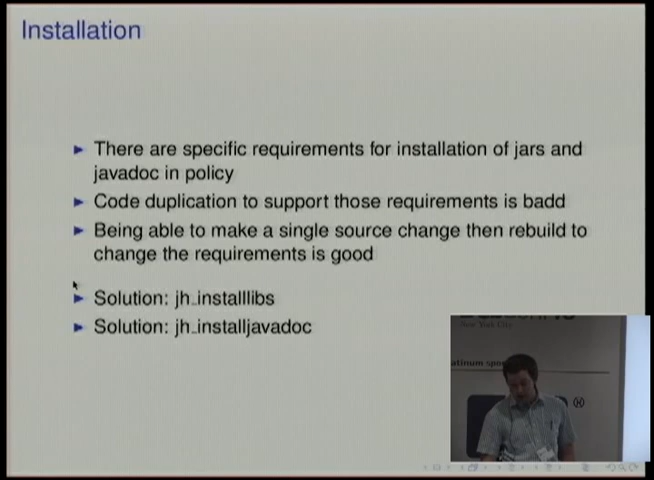 Installation
There are specific requirements for installation of jars and
javadoc in policy
Code duplication to support those requirements is badd
Being able to make a single source change then rebuild to
change the requirements is good
Solution: jh_installlibs
Solution: jh_installjavadoc
New York City
atinum spo
®